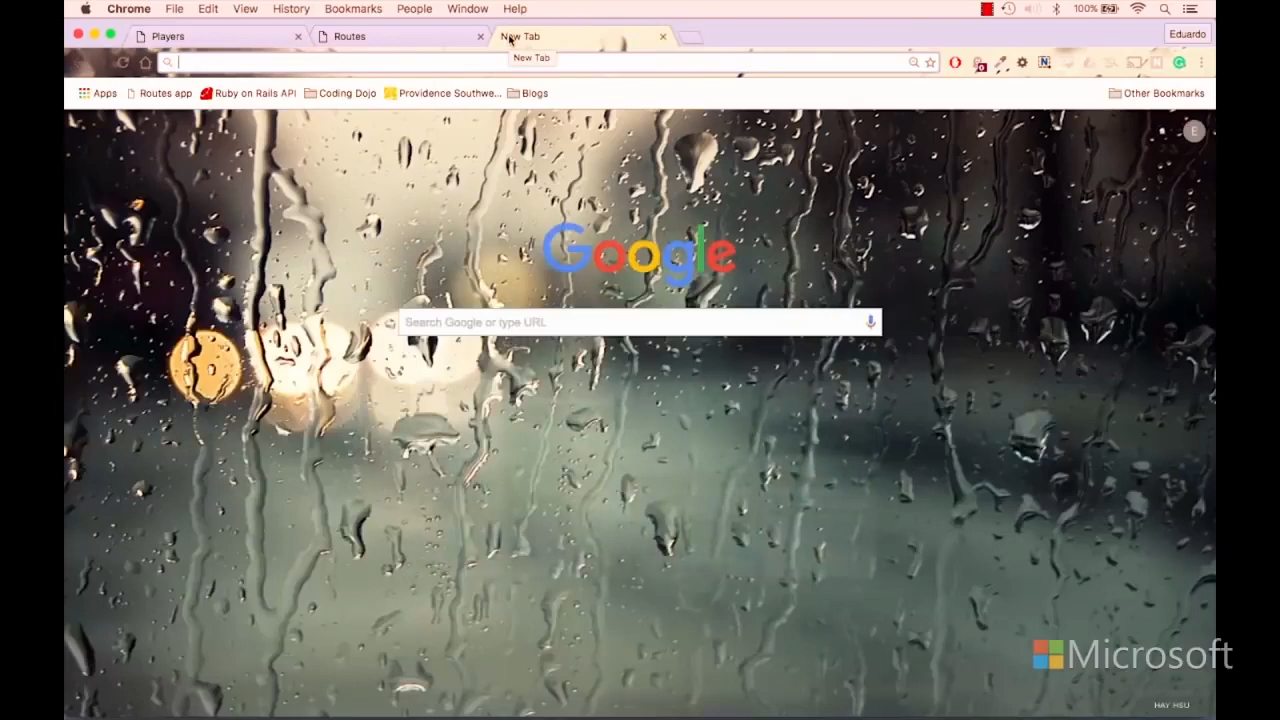 Chrome File Edit View History Bookmarks People Window Help 100%
Players Routes New Tab Eduardo
New Tab
Apps Routes app Ruby on Rails API Coding Dojo Providence Southwe... Blogs Other Bookmarks
E
Google
Search Google or type URL
Microsoft
HAY HSU